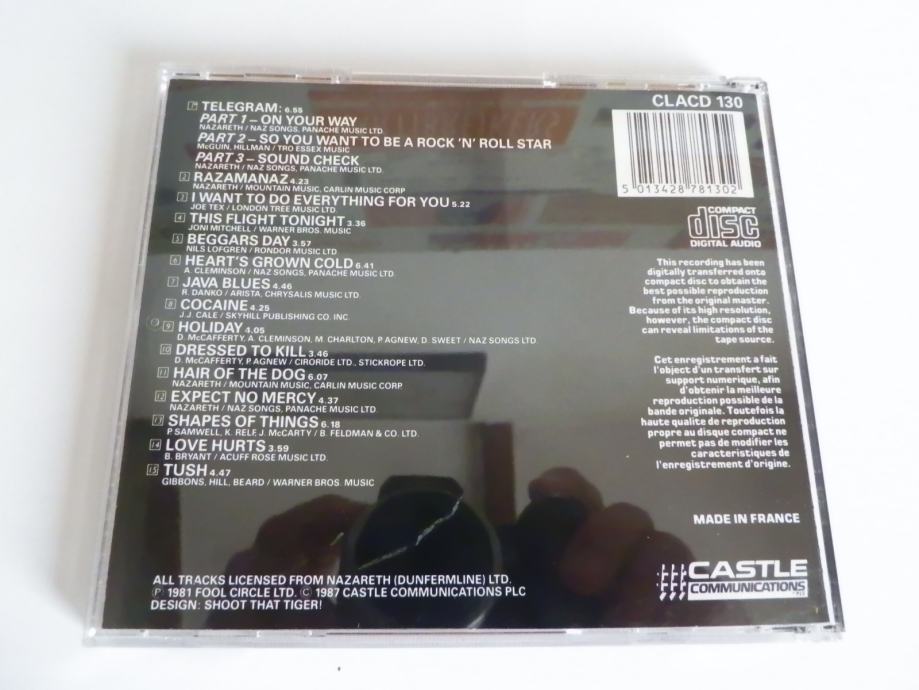 CLACD 130
1 TELEGRAM: 6.55
PART 1 – ON YOUR WAY
NAZARETH / NAZ SONGS, PANACHE MUSIC LTD
PART 2 – SO YOU WANT TO BE A ROCK 'N' ROLL STAR
McGUIN, HILLMAN / TRO ESSEX MUSIC
PART 3 – SOUND CHECK
NAZARETH / NAZ SONGS, PANACHE MUSIC LTD.
2 RAZAMANAZ 4.23
NAZARETH / MOUNTAIN MUSIC, CARLIN MUSIC CORP
3 I WANT TO DO EVERYTHING FOR YOU 5.22
JOE TEX / LONDON TREE MUSIC LTD.
4 THIS FLIGHT TONIGHT 3.36
JONI MITCHELL / WARNER BROS. MUSIC
5 BEGGARS DAY 3.57
NILS LOFGREN / RONDOR MUSIC LTD
6 HEART'S GROWN COLD 6.41
A. CLEMINSON / NAZ SONGS, PANACHE MUSIC LTD.
7 JAVA BLUES 4.46
R. DANKO / ARISTA, CHRYSALIS MUSIC LTD.
8 COCAINE 4.25
J.J. CALE / SKYHILL PUBLISHING CO. INC.
9 HOLIDAY 4.05
D. McCAFFERTY, A. CLEMINSON, M. CHARLTON, P. AGNEW, D. SWEET / NAZ SONGS LTD
10 DRESSED TO KILL 3.46
D. McCAFFERTY, P. AGNEW / CIRORIDE LTD., STICKROPE LTD.
11 HAIR OF THE DOG 6.07
NAZARETH / MOUNTAIN MUSIC, CARLIN MUSIC CORP
12 EXPECT NO MERCY 4.37
NAZARETH / NAZ SONGS, PANACHE MUSIC LTD.
13 SHAPES OF THINGS 6.18
P. SAMWELL, K. RELF, J. McCARTY / B. FELDMAN & CO. LTD.
14 LOVE HURTS 3.59
B. BRYANT / ACUFF ROSE MUSIC LTD.
15 TUSH 4.47
GIBBONS, HILL, BEARD / WARNER BROS. MUSIC
5 013428 781302
COMPACT
disc
DIGITAL AUDIO
This recording has been
digitally transferred onto
compact disc to obtain the
best possible reproduction
from the original master.
Because of its high resolution,
however, the compact disc
can reveal limitations of the
tape source.
Cet enregistrement a fait
l'object d'un transfert sur
support numerique, afin
d'obtenir la meilleure
reproduction possible de la
bande originale. Toutefois la
haute qualite de reproduction
propre au disque compact ne
permet pas de modifier les
caracteristiques de
l'enregistrement d'origine.
MADE IN FRANCE
CASTLE
COMMUNICATIONS
PLC
ALL TRACKS LICENSED FROM NAZARETH (DUNFERMLINE) LTD.
Ⓟ 1981 FOOL CIRCLE LTD. © 1987 CASTLE COMMUNICATIONS PLC
DESIGN: SHOOT THAT TIGER!